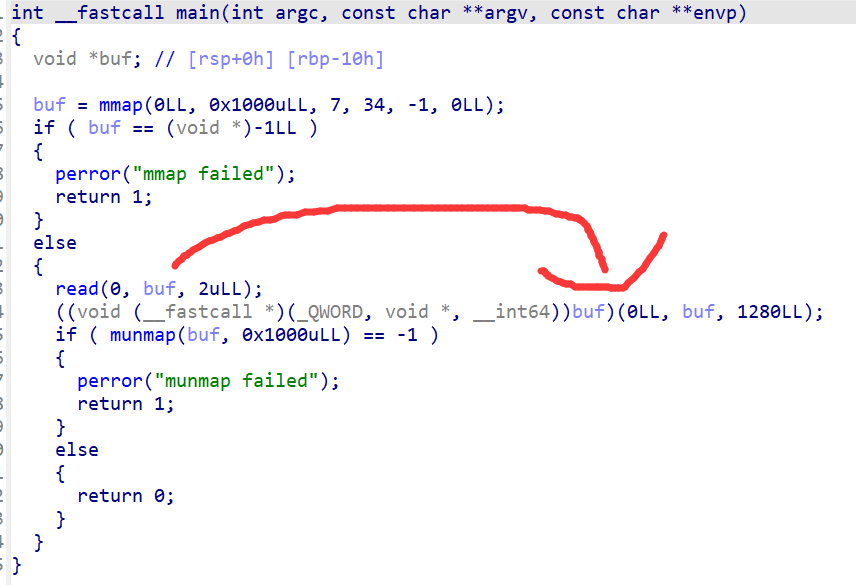 int __fastcall main(int argc, const char **argv, const char **envp)
{
  void *buf; // [rsp+0h] [rbp-10h]
  buf = mmap(0LL, 0x1000uLL, 7, 34, -1, 0LL);
  if ( buf == (void *)-1LL )
  {
    perror("mmap failed");
    return 1;
  }
  else
  {
    read(0, buf, 2uLL);
    ((void (__fastcall *)(_QWORD, void *, __int64))buf)(0LL, buf, 1280LL);
    if ( munmap(buf, 0x1000uLL) == -1 )
    {
      perror("munmap failed");
      return 1;
    }
    else
    {
      return 0;
    }
  }
}